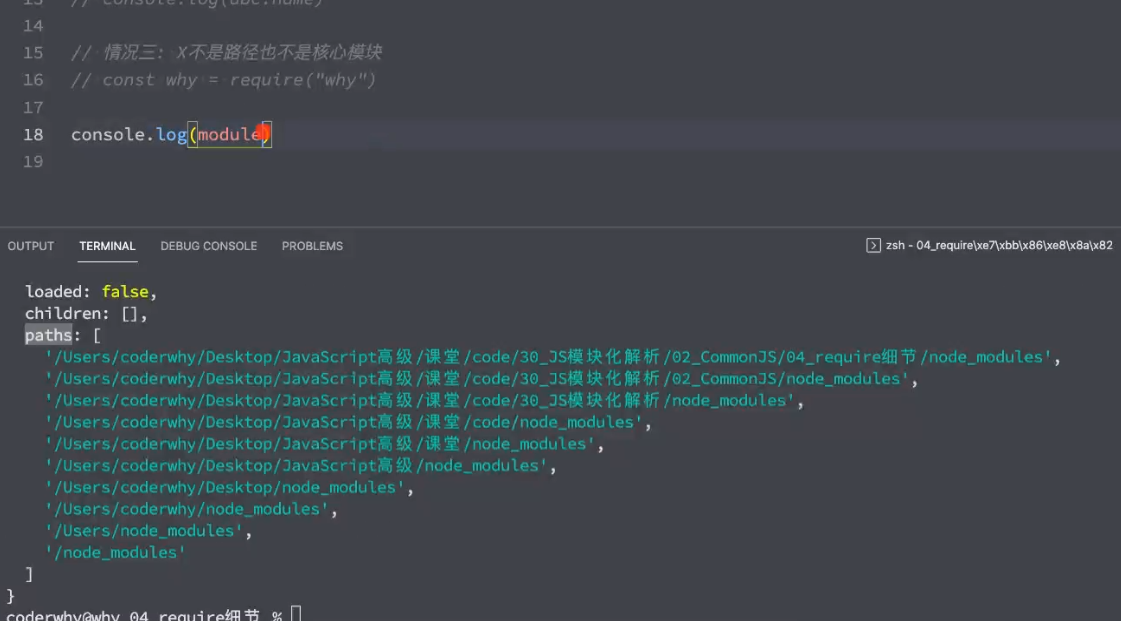 13 // console.log(abc.name)
14
15 // 情况三: X不是路径也不是核心模块
16 // const why = require("why")
17
18 console.log(module)
19
OUTPUT TERMINAL DEBUG CONSOLE PROBLEMS zsh - 04_require\xe7\xbb\x86\xe8\x8a\x82
loaded: false,
children: [],
paths: [
'/Users/coderwhy/Desktop/JavaScript高级/课堂/code/30_JS模块化解析/02_CommonJS/04_require细节/node_modules',
'/Users/coderwhy/Desktop/JavaScript高级/课堂/code/30_JS模块化解析/02_CommonJS/node_modules',
'/Users/coderwhy/Desktop/JavaScript高级/课堂/code/30_JS模块化解析/node_modules',
'/Users/coderwhy/Desktop/JavaScript高级/课堂/code/node_modules',
'/Users/coderwhy/Desktop/JavaScript高级/课堂/node_modules',
'/Users/coderwhy/Desktop/JavaScript高级/node_modules',
'/Users/coderwhy/Desktop/node_modules',
'/Users/coderwhy/node_modules',
'/Users/node_modules',
'/node_modules'
]
}
coderwhy@why 04_require细节 %